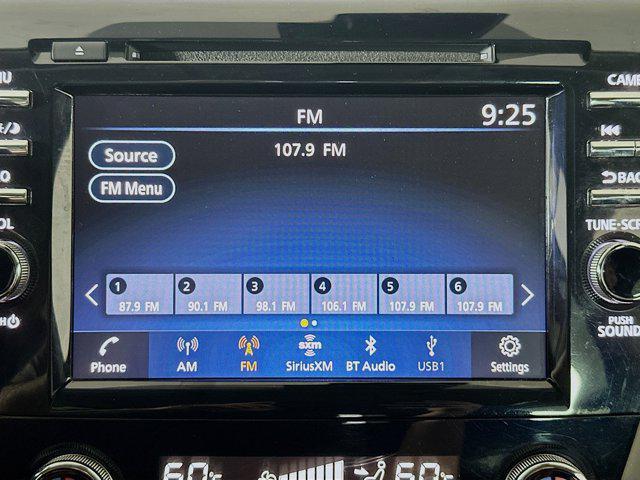 FM 9:25
107.9 FM
Source
FM Menu
1 2 3 4 5 6
87.9 FM 90.1 FM 98.1 FM 106.1 FM 107.9 FM 107.9 FM
Phone AM FM sxm SiriusXM BT Audio USB1 Settings
CAME
BAC
TUNE-SCR
PUSH
SOUND
60° 60°